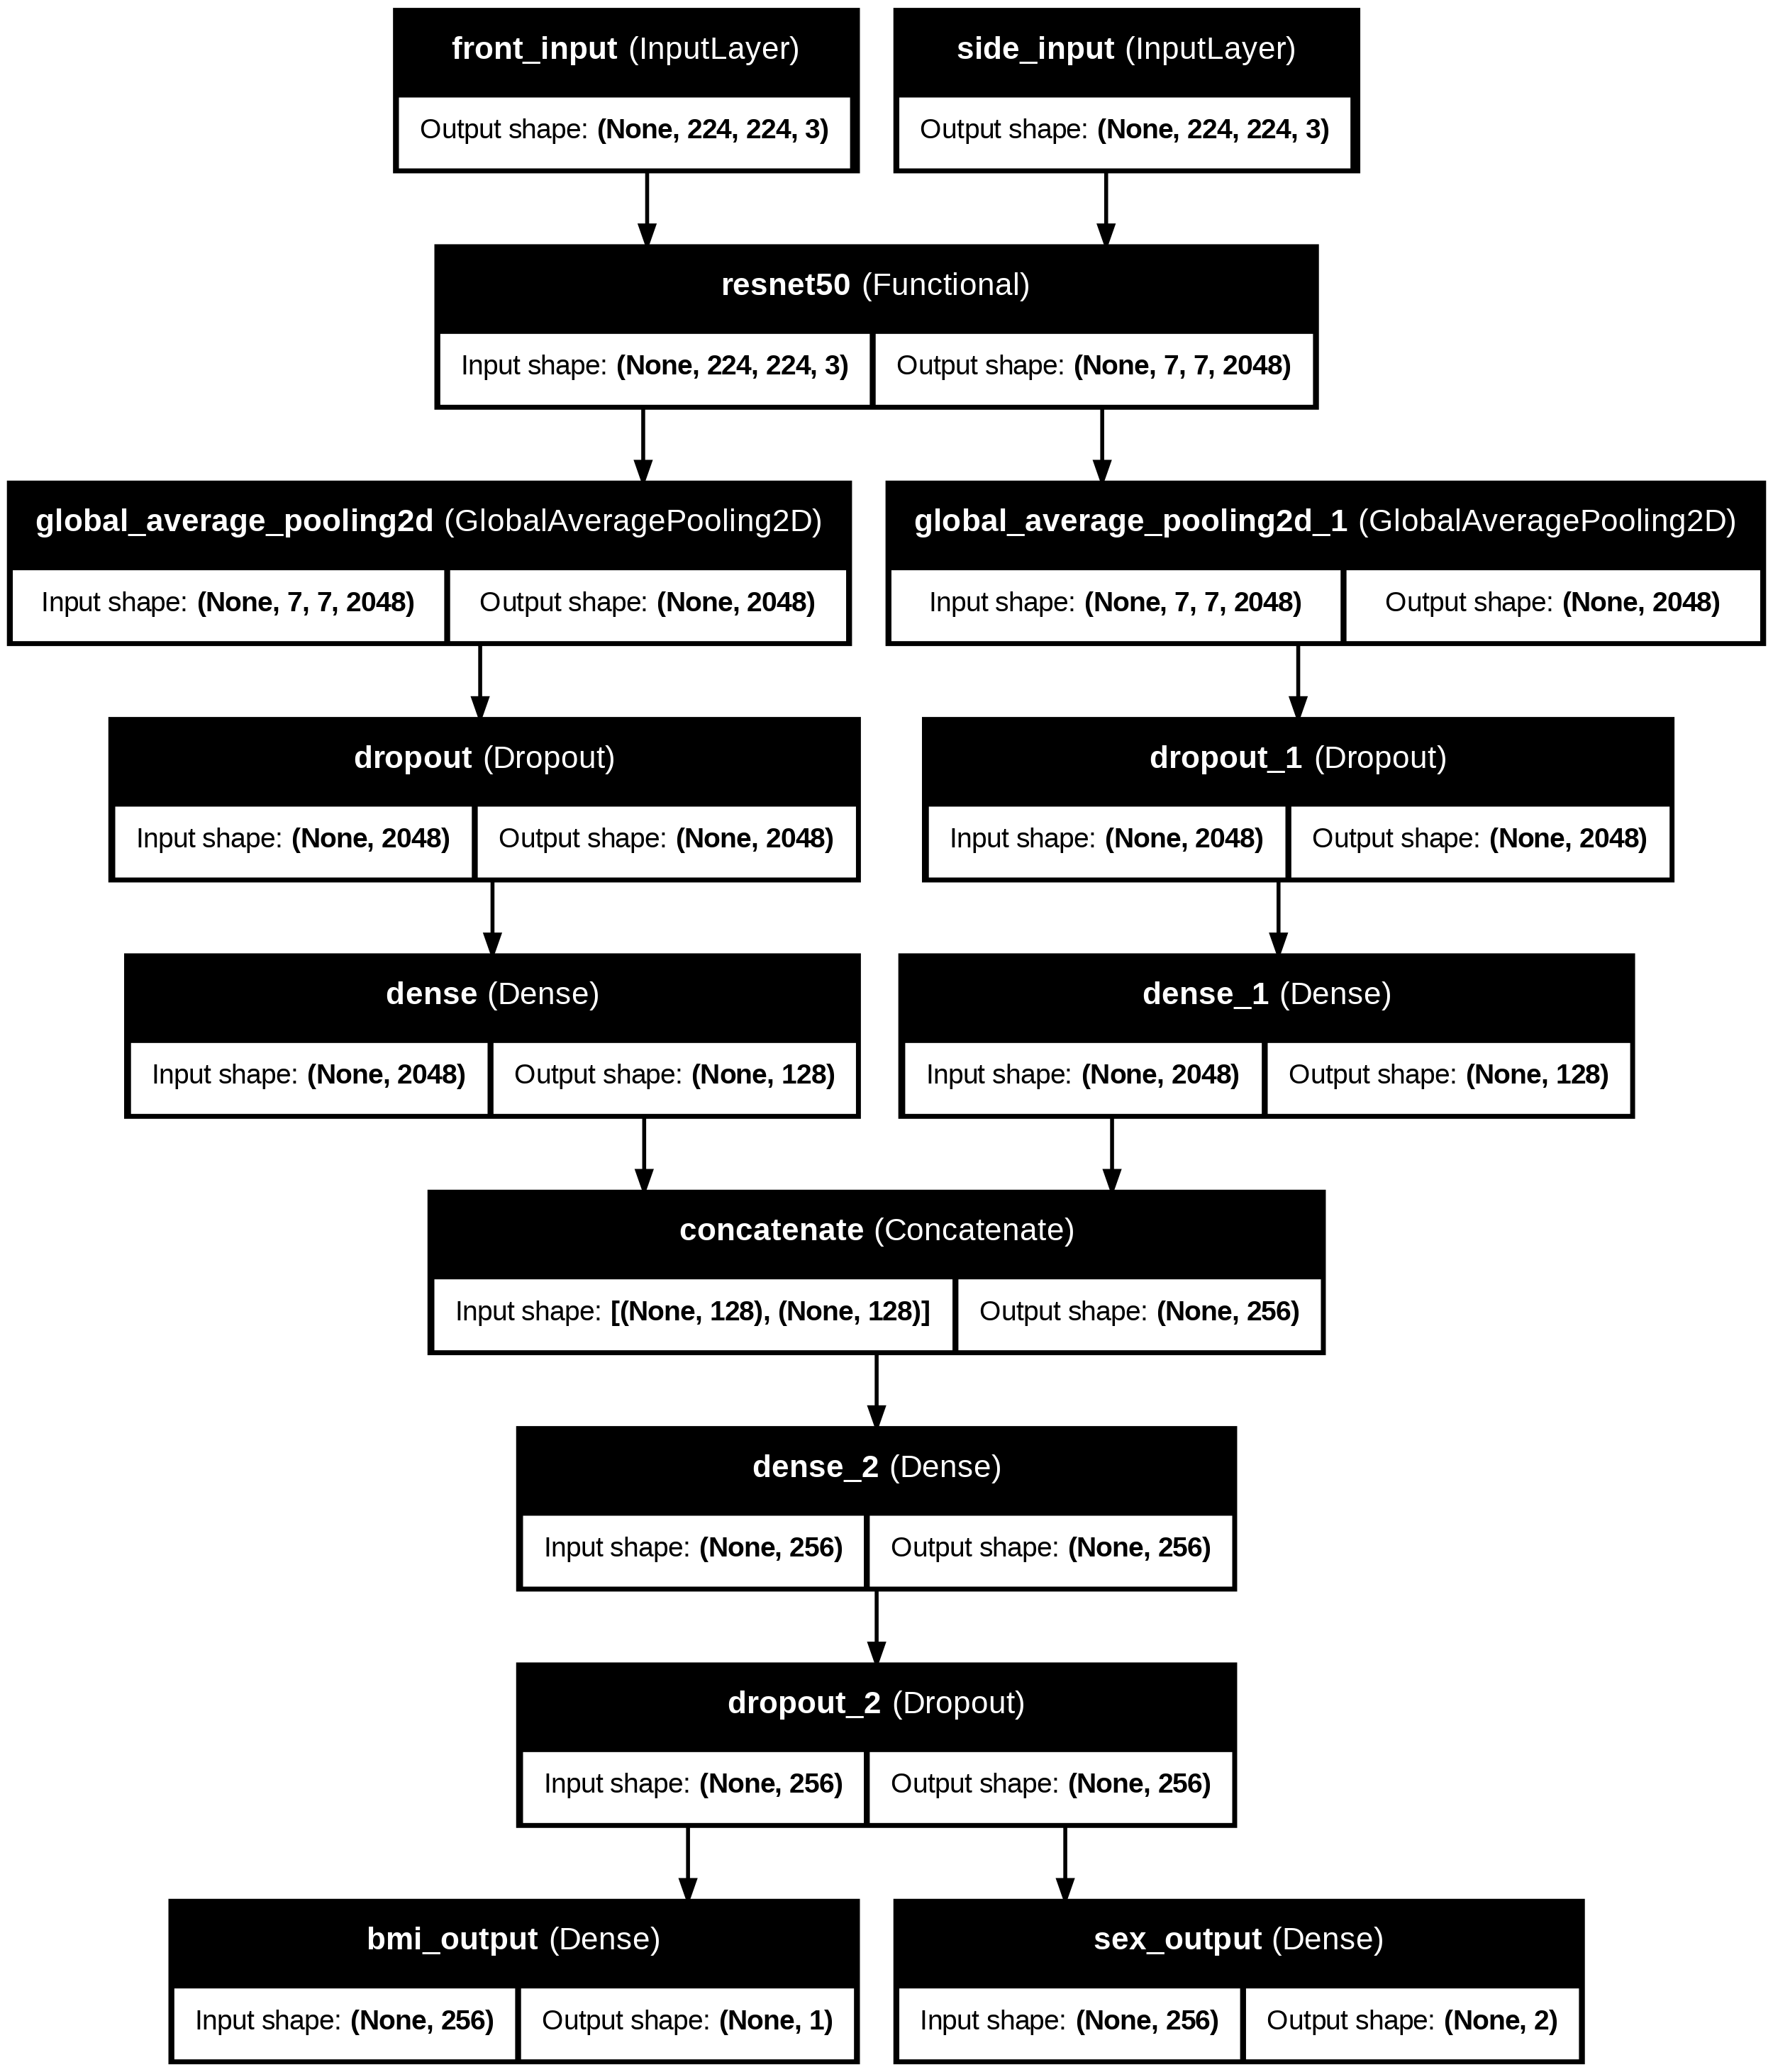 front_input (InputLayer)
side_input (InputLayer)
Output shape: (None, 224, 224, 3)
Output shape: (None, 224, 224, 3)
resnet50 (Functional)
Input shape: (None, 224, 224, 3)
Output shape: (None, 7, 7, 2048)
global_average_pooling2d (GlobalAveragePooling2D)
global_average_pooling2d_1 (GlobalAveragePooling2D)
Input shape: (None, 7, 7, 2048)
Output shape: (None, 2048)
Input shape: (None, 7, 7, 2048)
Output shape: (None, 2048)
dropout (Dropout)
dropout_1 (Dropout)
Input shape: (None, 2048)
Output shape: (None, 2048)
Input shape: (None, 2048)
Output shape: (None, 2048)
dense (Dense)
dense_1 (Dense)
Input shape: (None, 2048)
Output shape: (None, 128)
Input shape: (None, 2048)
Output shape: (None, 128)
concatenate (Concatenate)
Input shape: [(None, 128), (None, 128)]
Output shape: (None, 256)
dense_2 (Dense)
Input shape: (None, 256)
Output shape: (None, 256)
dropout_2 (Dropout)
Input shape: (None, 256)
Output shape: (None, 256)
bmi_output (Dense)
sex_output (Dense)
Input shape: (None, 256)
Output shape: (None, 1)
Input shape: (None, 256)
Output shape: (None, 2)